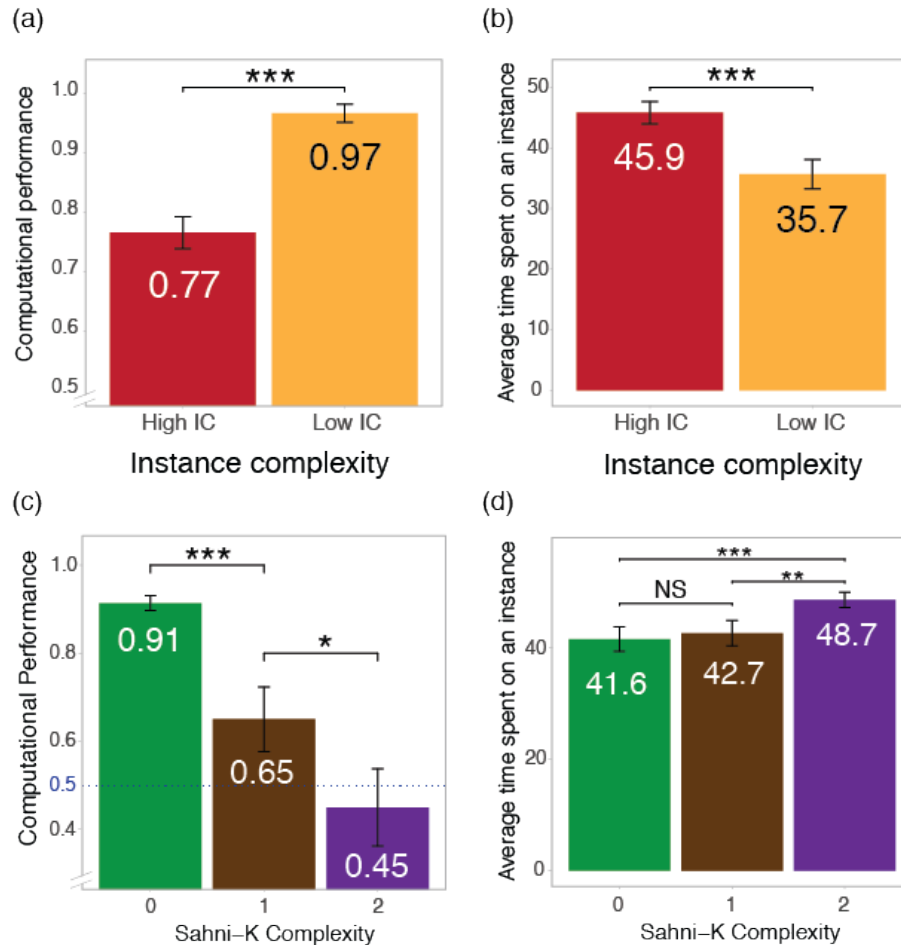 (a)
Computational performance
1.0
0.9
0.8
0.7
0.6
0.5
***
0.77
0.97
High IC
Low IC
Instance complexity
(b)
Average time spent on an instance
50
40
30
20
10
0
***
45.9
35.7
High IC
Low IC
Instance complexity
(c)
Computational Performance
1.0
0.8
0.6
0.5
0.4
***
*
0.91
0.65
0.45
0
1
2
Sahni–K Complexity
(d)
Average time spent on an instance
40
20
0
***
**
NS
41.6
42.7
48.7
0
1
2
Sahni–K Complexity